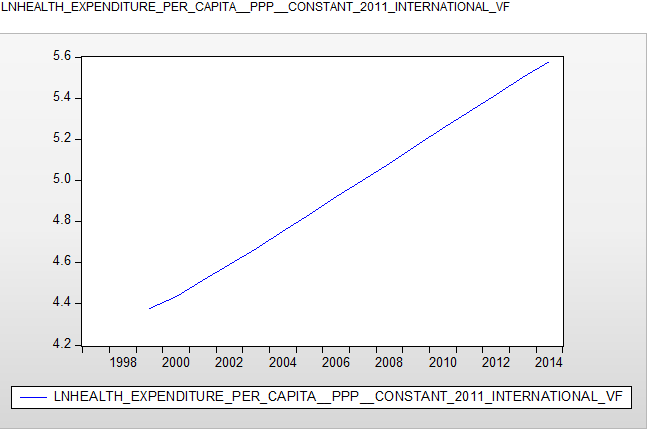 LNHEALTH_EXPENDITURE_PER_CAPITA__PPP__CONSTANT_2011_INTERNATIONAL_VF
5.6
5.4
5.2
5.0
4.8
4.6
4.4
4.2
1998 2000 2002 2004 2006 2008 2010 2012 2014
LNHEALTH_EXPENDITURE_PER_CAPITA__PPP__CONSTANT_2011_INTERNATIONAL_VF